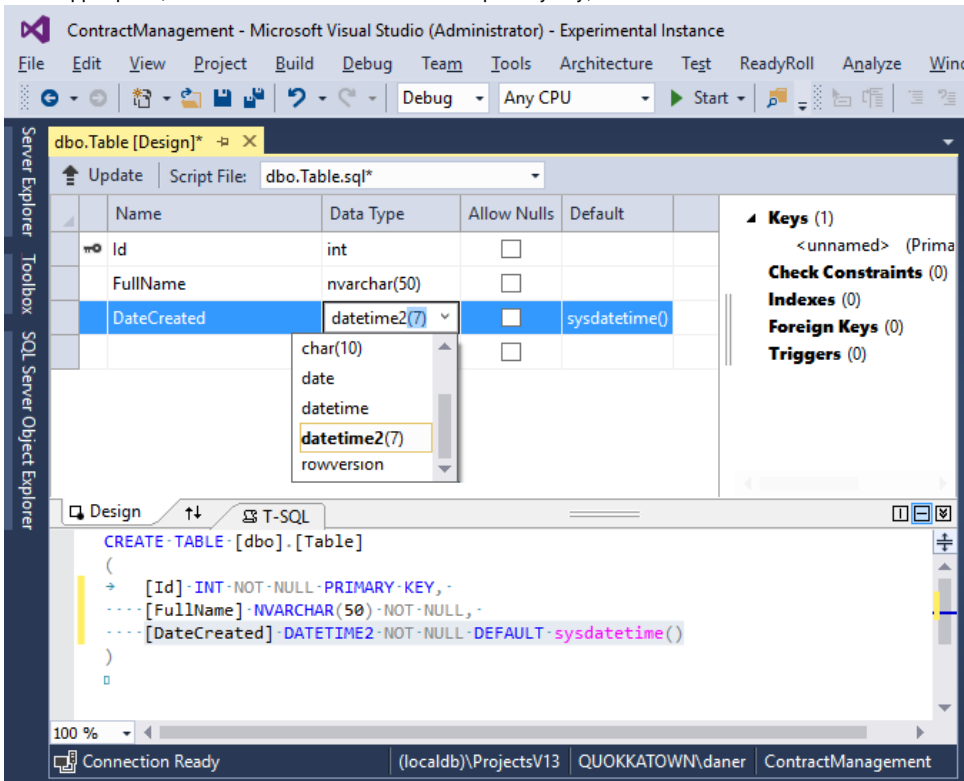 ContractManagement - Microsoft Visual Studio (Administrator) - Experimental Instance
File Edit View Project Build Debug Team Tools Architecture Test ReadyRoll Analyze Wind
Debug Any CPU Start
Server Explorer
Toolbox
SQL Server Object Explorer
dbo.Table [Design]*
Update Script File: dbo.Table.sql*
Name Data Type Allow Nulls Default
Id int
FullName nvarchar(50)
DateCreated datetime2(7) sysdatetime()
char(10)
date
datetime
datetime2(7)
rowversion
Keys (1)
<unnamed> (Prima
Check Constraints (0)
Indexes (0)
Foreign Keys (0)
Triggers (0)
Design T-SQL
CREATE TABLE [dbo].[Table]
(
[Id] INT NOT NULL PRIMARY KEY,
[FullName] NVARCHAR(50) NOT NULL,
[DateCreated] DATETIME2 NOT NULL DEFAULT sysdatetime()
)
100 %
Connection Ready (localdb)\ProjectsV13 QUOKKATOWN\daner ContractManagement